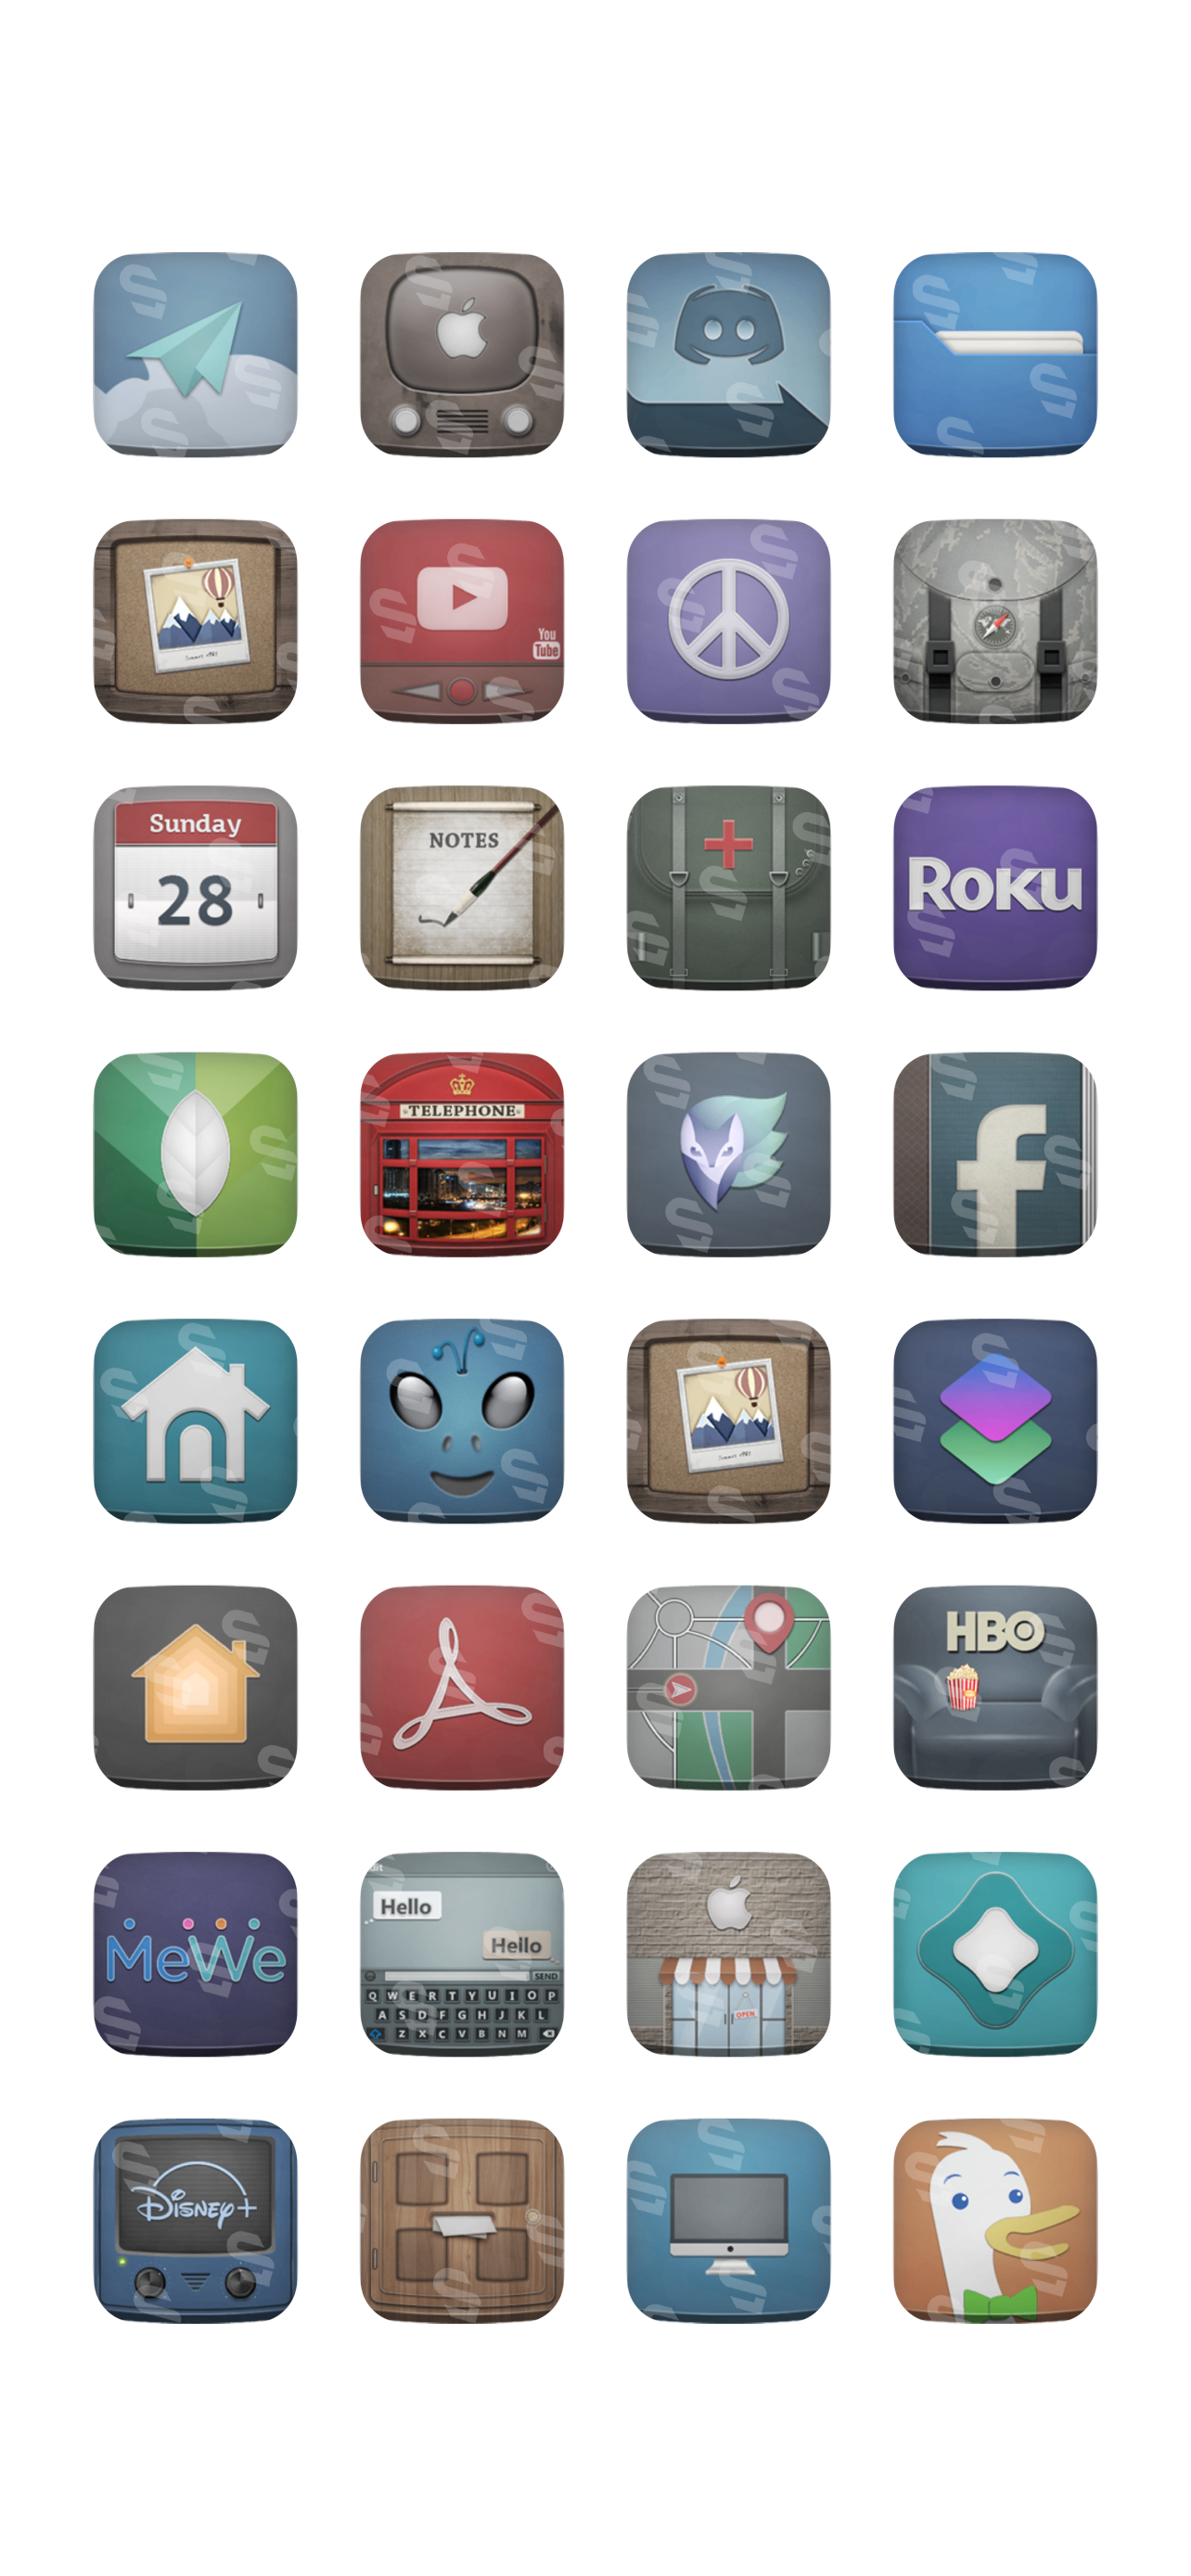 You
Tube
Sunday
28
NOTES
ROKU
TELEPHONE
f
HBO
MeWe
Hello
Hello
SEND
Q W E R T Y U I O P
A S D F G H J K L
Z X C V B N M
OPEN
Disney+